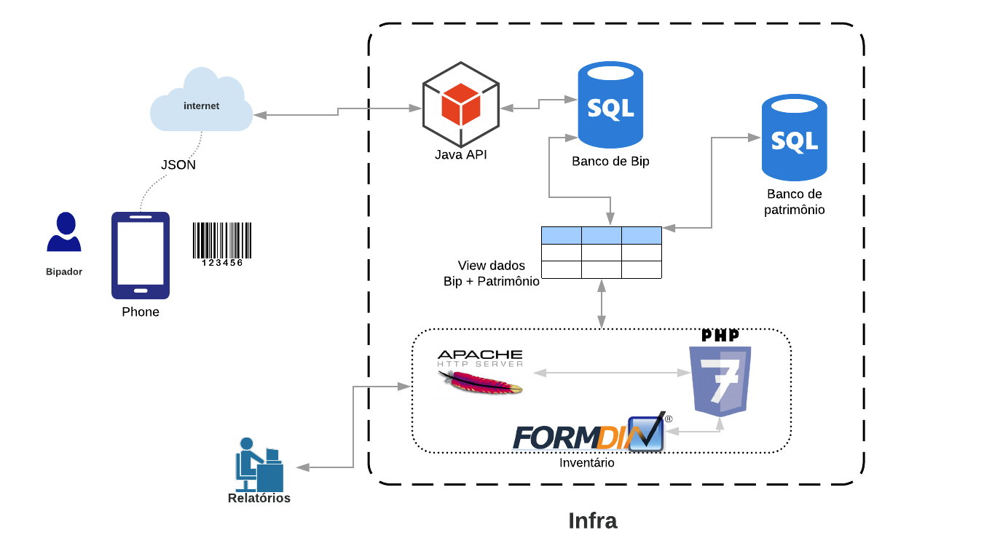 internet
JSON
Java API
SQL
Banco de Bip
SQL
Banco de
patrimônio
Bipador
Phone
123456
View dados
Bip + Patrimônio
APACHE
HTTP SERVER
PHP
7
FORMDIN®
Inventário
Relatórios
Infra